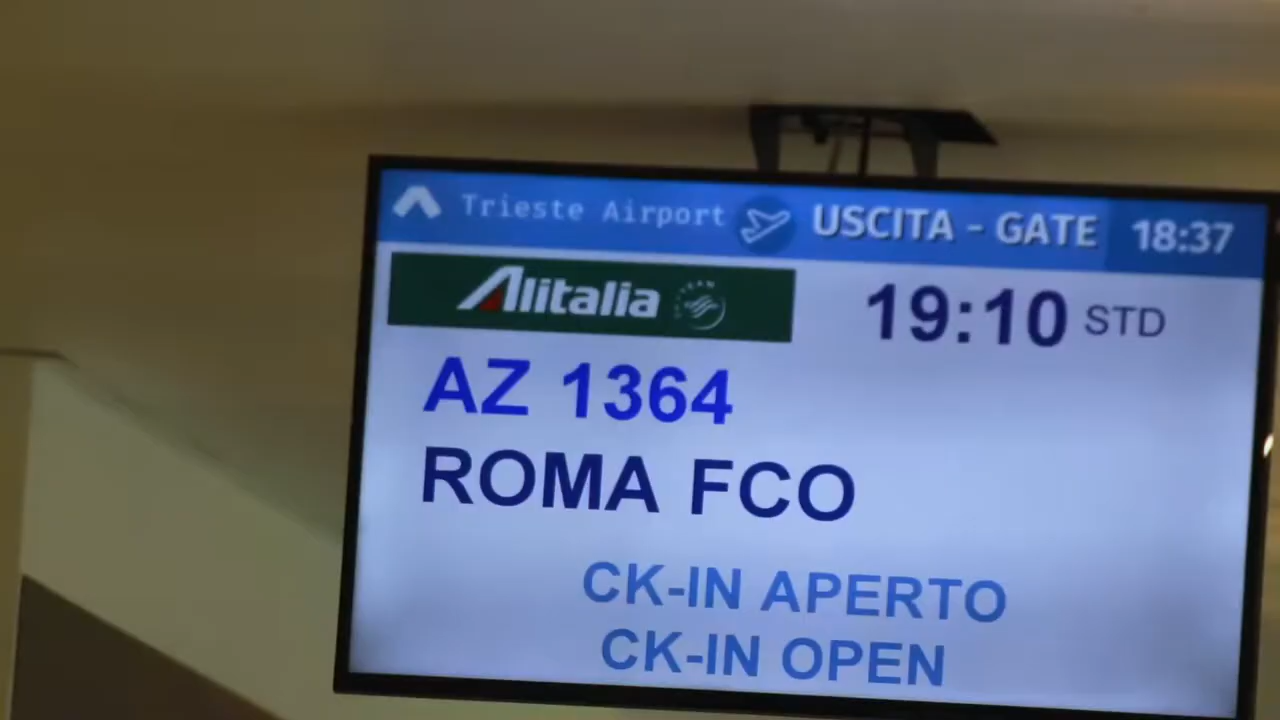 Trieste Airport USCITA - GATE 18:37
Alitalia SKYTEAM 19:10 STD
AZ 1364
ROMA FCO
CK-IN APERTO
CK-IN OPEN